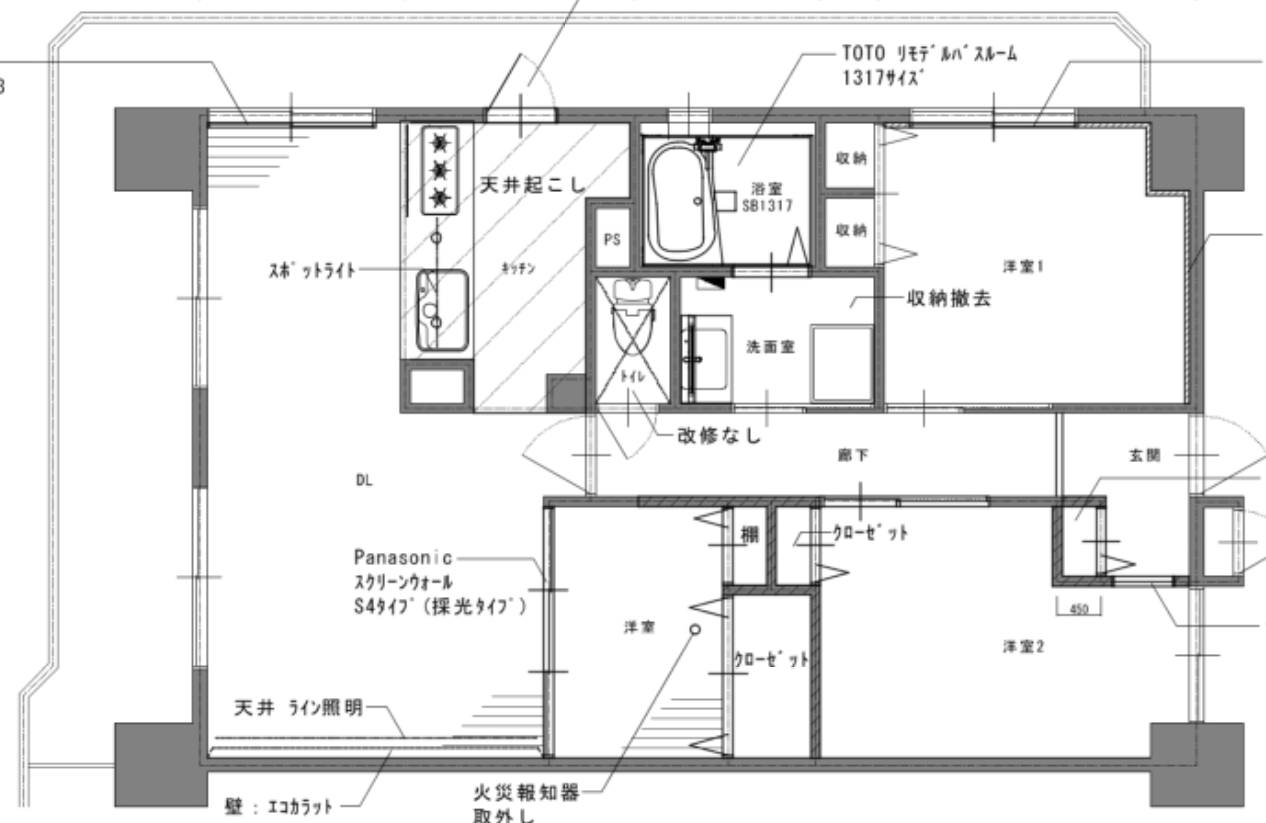 TOTO リモデルバスルーム
1317サイズ
3
天井起こし
浴室
SB1317
収納
収納
PS
スポットライト
キッチン
洋室1
収納撤去
洗面室
トイレ
改修なし
廊下
玄関
DL
棚
クローゼット
Panasonic
スクリーンウォール
S4タイプ(採光タイプ)
450
洋室
洋室2
クローゼット
天井 ライン照明
壁：エコカラット
火災報知器
取外し